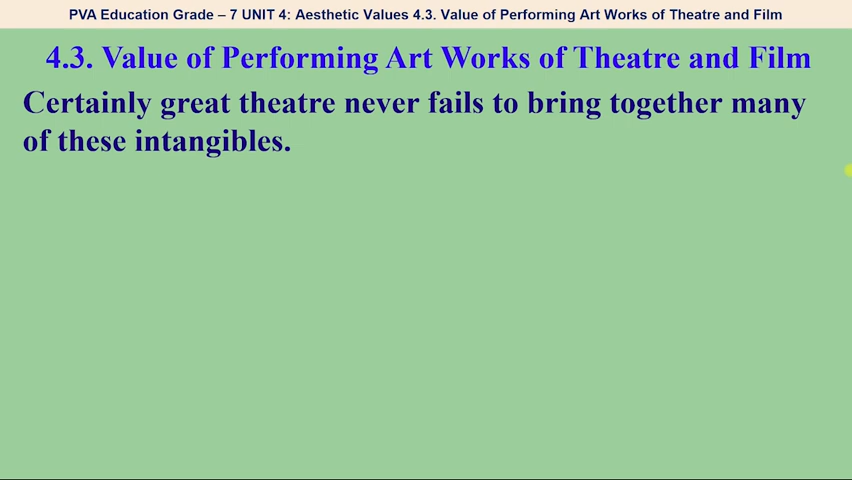 PVA Education Grade – 7 UNIT 4: Aesthetic Values 4.3. Value of Performing Art Works of Theatre and Film
4.3. Value of Performing Art Works of Theatre and Film
Certainly great theatre never fails to bring together many
of these intangibles.